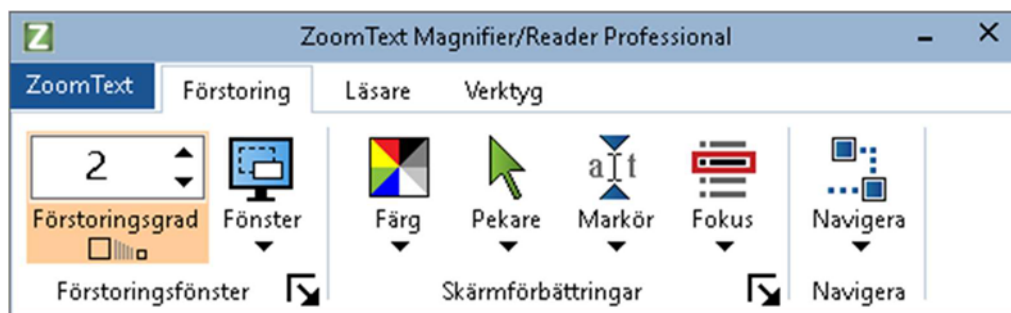 Z ZoomText Magnifier/Reader Professional
ZoomText Förstoring Läsare Verktyg
2
Förstoringsgrad Fönster Färg Pekare Markör Fokus Navigera
Förstoringsfönster Skärmförbättringar Navigera